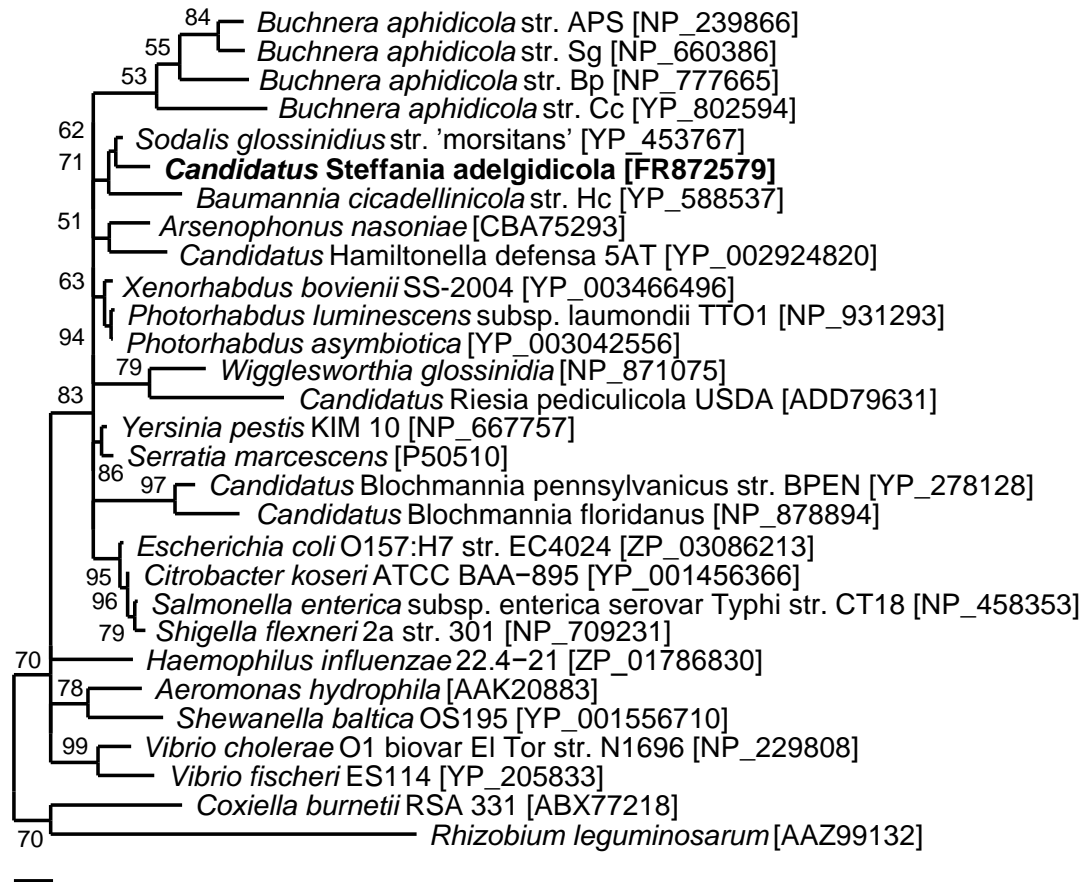 84
Buchnera aphidicola str. APS [NP_239866]
Buchnera aphidicola str. Sg [NP_660386]
55
Buchnera aphidicola str. Bp [NP_777665]
53
Buchnera aphidicola str. Cc [YP_802594]
62
Sodalis glossinidius str. 'morsitans' [YP_453767]
71
Candidatus Steffania adelgidicola [FR872579]
Baumannia cicadellinicola str. Hc [YP_588537]
51
Arsenophonus nasoniae [CBA75293]
Candidatus Hamiltonella defensa 5AT [YP_002924820]
63
Xenorhabdus bovienii SS-2004 [YP_003466496]
Photorhabdus luminescens subsp. laumondii TTO1 [NP_931293]
94
Photorhabdus asymbiotica [YP_003042556]
79
Wigglesworthia glossinidia [NP_871075]
83
Candidatus Riesia pediculicola USDA [ADD79631]
Yersinia pestis KIM 10 [NP_667757]
Serratia marcescens [P50510]
86
97
Candidatus Blochmannia pennsylvanicus str. BPEN [YP_278128]
Candidatus Blochmannia floridanus [NP_878894]
Escherichia coli O157:H7 str. EC4024 [ZP_03086213]
95
Citrobacter koseri ATCC BAA−895 [YP_001456366]
96
Salmonella enterica subsp. enterica serovar Typhi str. CT18 [NP_458353]
79
Shigella flexneri 2a str. 301 [NP_709231]
70
Haemophilus influenzae 22.4−21 [ZP_01786830]
78
Aeromonas hydrophila [AAK20883]
Shewanella baltica OS195 [YP_001556710]
99
Vibrio cholerae O1 biovar El Tor str. N1696 [NP_229808]
Vibrio fischeri ES114 [YP_205833]
Coxiella burnetii RSA 331 [ABX77218]
70
Rhizobium leguminosarum [AAZ99132]